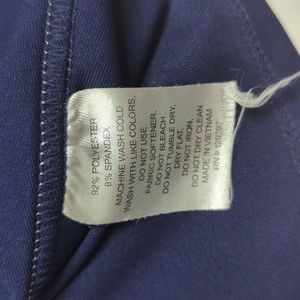 92% POLYESTER
8% SPANDEX
MACHINE WASH COLD
WASH WITH LIKE COLORS.
DO NOT USE
FABRIC SOFTENER.
DO NOT BLEACH
DO NOT TUMBLE DRY.
DRY FLAT.
DO NOT IRON.
DO NOT DRY CLEAN
MADE IN VIETNAM
RN #